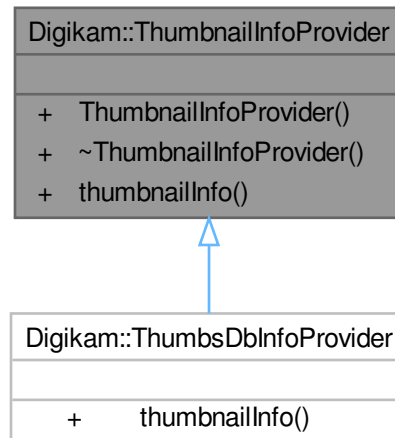 Digikam::ThumbnailInfoProvider
+ ThumbnailInfoProvider()
+ ~ThumbnailInfoProvider()
+ thumbnailInfo()
Digikam::ThumbsDbInfoProvider
+ thumbnailInfo()